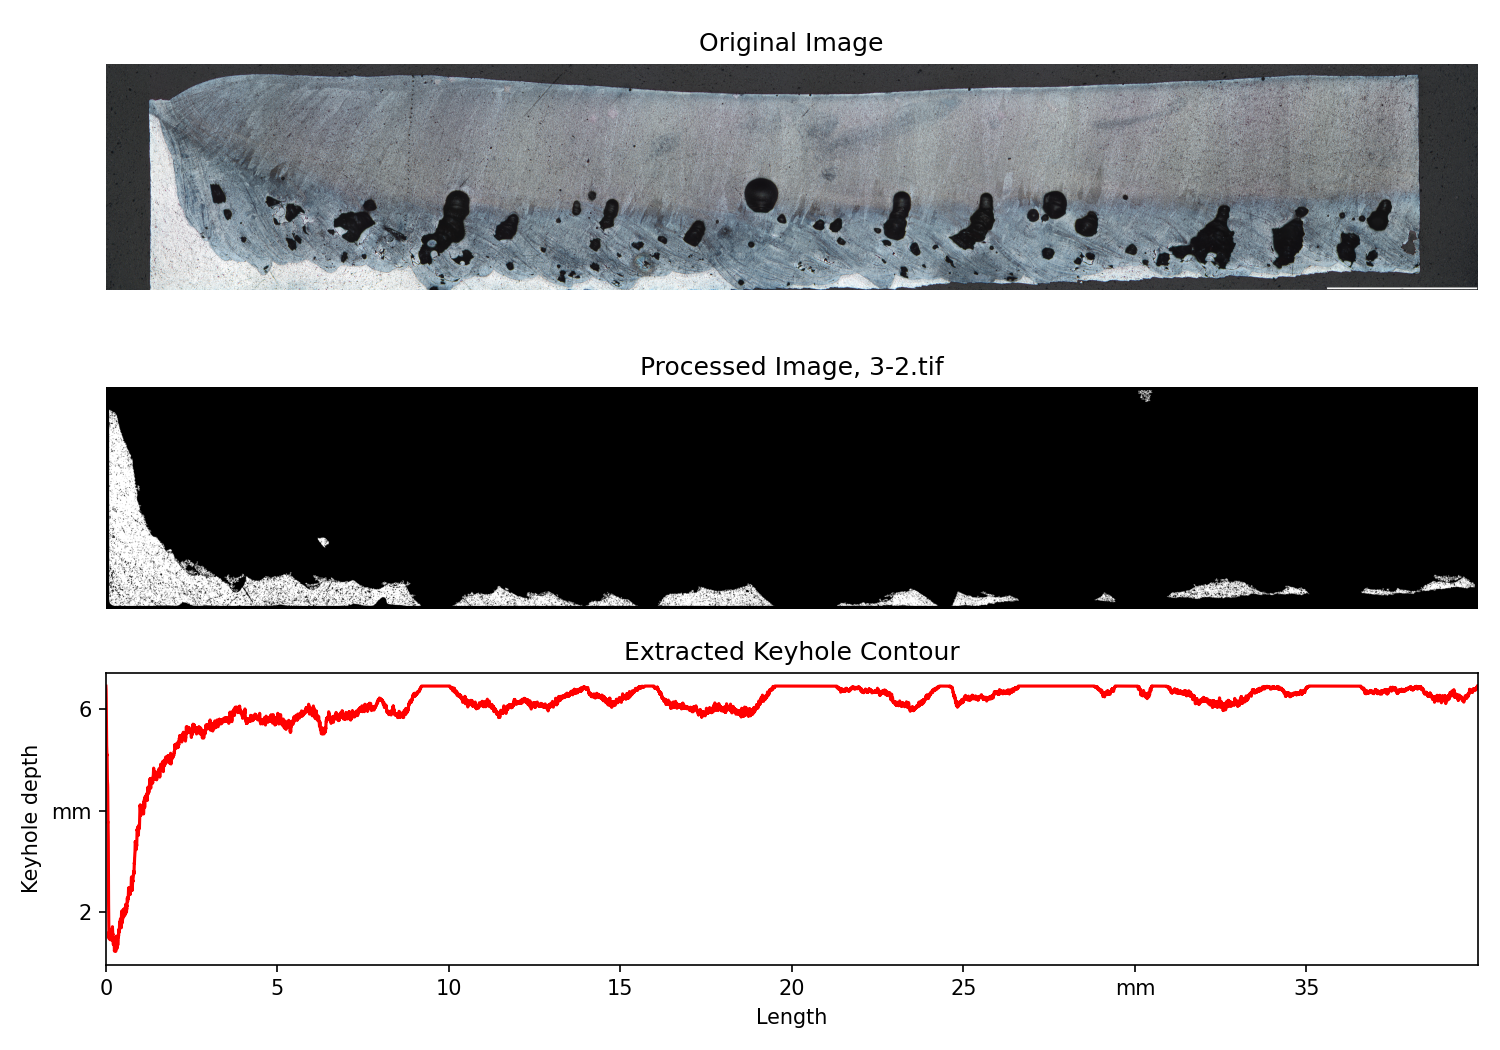 Original Image
Processed Image, 3-2.tif
Extracted Keyhole Contour
6
mm
2
Keyhole depth
0 5 10 15 20 25 mm 35
Length